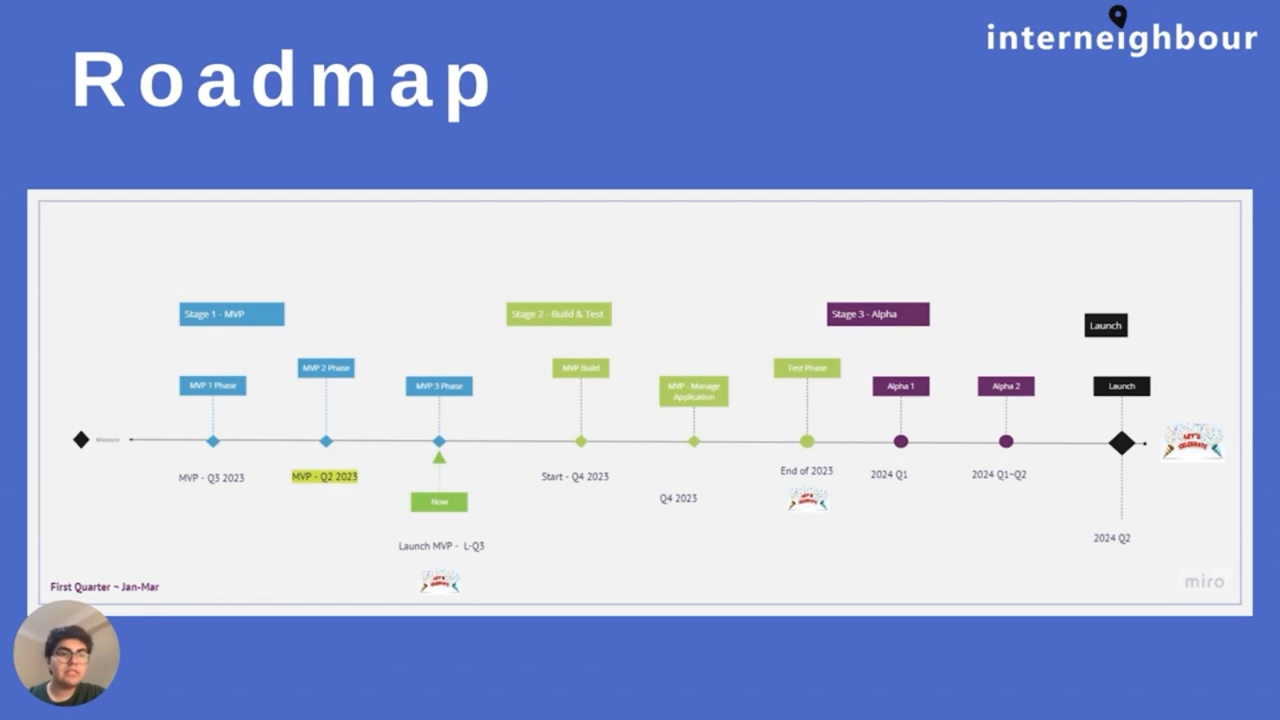 interneighbour
Roadmap
Stage 1 - MVP
Stage 2 - Build & Test
Stage 3 - Alpha
Launch
MVP 1 Phase
MVP 2 Phase
MVP 3 Phase
MVP Build
MVP - Manage
Application
Test Phase
Alpha 1
Alpha 2
Launch
Milestone
MVP - Q3 2023
MVP - Q2 2023
Now
Launch MVP - L-Q3
Start - Q4 2023
Q4 2023
End of 2023
2024 Q1
2024 Q1~Q2
2024 Q2
LET'S
CELEBRATE
First Quarter ~ Jan-Mar
miro